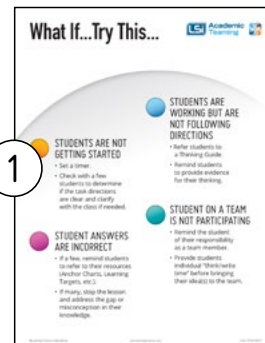 What If...Try This...
LSI Academic
Teaming
STUDENTS ARE
WORKING BUT ARE
NOT FOLLOWING
DIRECTIONS
• Refer students to
a Thinking Guide.
• Remind students
to provide evidence
for their thinking.
1
STUDENTS ARE NOT
GETTING STARTED
• Set a timer.
• Check with a few
students to determine
if the task directions
are clear and clarify
with the class if needed.
STUDENT ON A TEAM
IS NOT PARTICIPATING
• Remind the student
of their responsibility
as a team member.
• Provide students
individual "think/write
time" before bringing
their idea(s) to the team.
STUDENT ANSWERS
ARE INCORRECT
• If a few, remind students
to refer to their resources
(Anchor Charts, Learning
Targets, etc.).
• If many, stop the lesson
and address the gap or
misconception in their
knowledge.